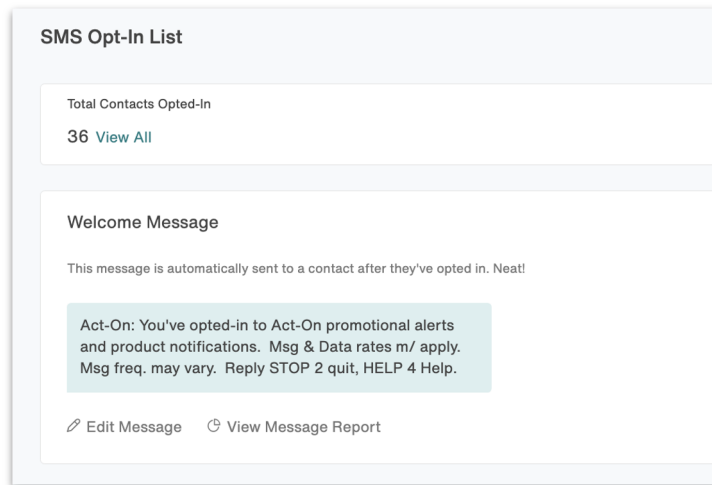 SMS Opt-In List
Total Contacts Opted-In
36 View All
Welcome Message
This message is automatically sent to a contact after they've opted in. Neat!
Act-On: You've opted-in to Act-On promotional alerts
and product notifications.  Msg & Data rates m/ apply.
Msg freq. may vary.  Reply STOP 2 quit, HELP 4 Help.
Edit Message View Message Report